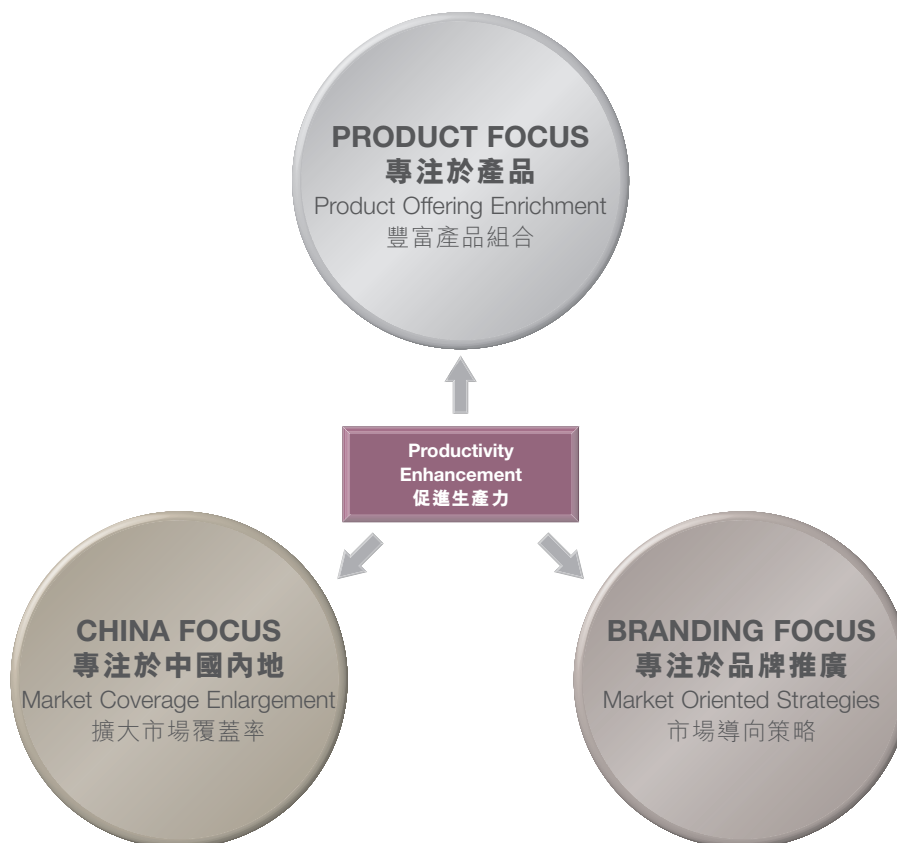 PRODUCT FOCUS
專注於產品
Product Offering Enrichment
豐富產品組合
Productivity
Enhancement
促進生產力
CHINA FOCUS
專注於中國內地
Market Coverage Enlargement
擴大市場覆蓋率
BRANDING FOCUS
專注於品牌推廣
Market Oriented Strategies
市場導向策略